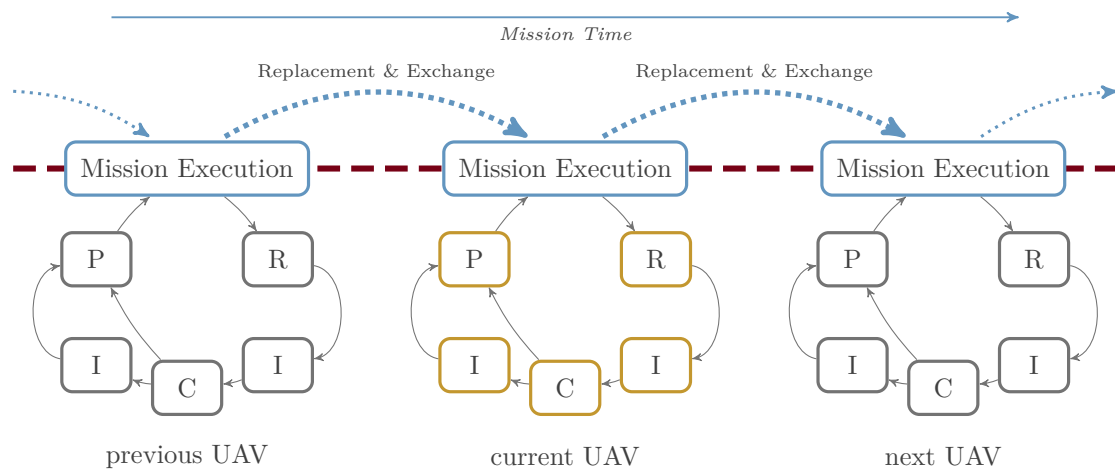 Mission Time
Replacement & Exchange Replacement & Exchange
Mission Execution Mission Execution Mission Execution
P R P R P R
I C I I C I I C I
previous UAV current UAV next UAV